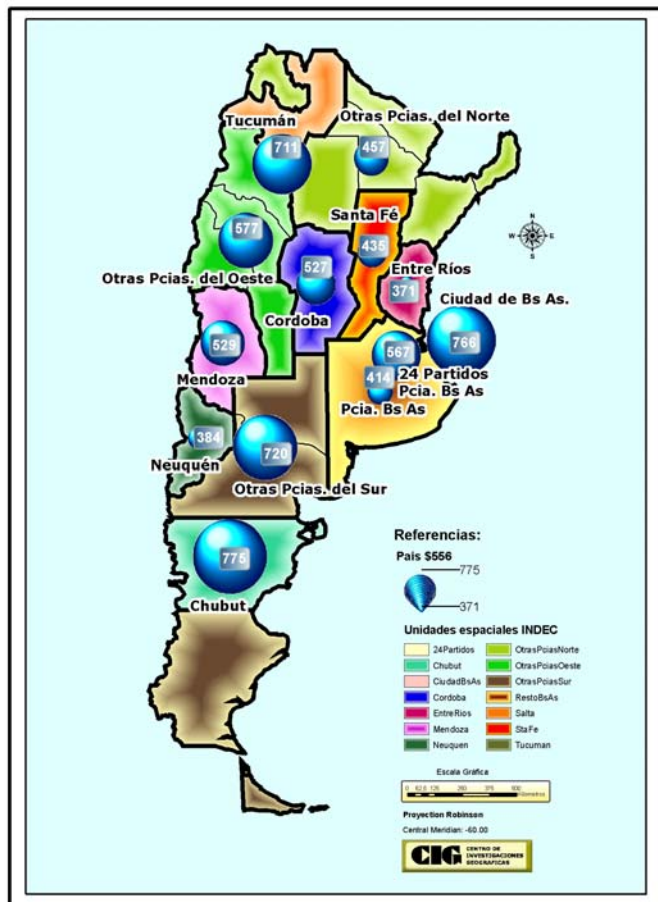 Tucumán
Otras Pcias. del Norte
711
457
Santa Fé
577
435
527
Entre Ríos
Otras Pcias. del Oeste
371
Ciudad de Bs As.
Cordoba
766
529
567
24 Partidos
414
Pcia. Bs As
Mendoza
Pcia. Bs As
384
720
Neuquén
Otras Pcias. del Sur
775
Chubut
N
W
E
S
Referencias:
Pais $556
775
371
Unidades espaciales INDEC
24Partidos
OtrasPciasNorte
Chubut
OtrasPciasOeste
CiudadBsAs
OtrasPciasSur
Cordoba
RestoBsAs
EntreRios
Salta
Mendoza
StaFe
Neuquen
Tucuman
Escala Gráfica
Proyection Robinson
Central Meridian: -60.00
CIG
CENTRO DE
INVESTIGACIONES
GEOGRAFICAS